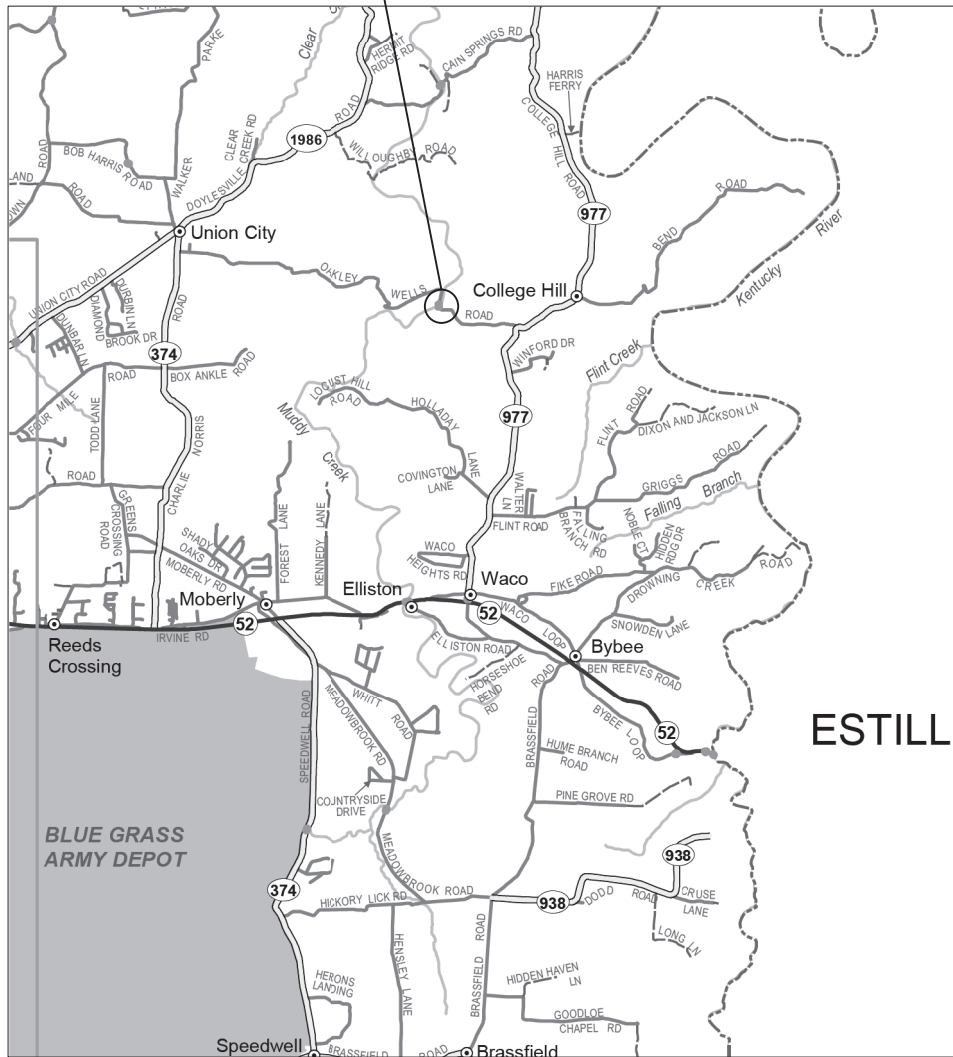 PARKE
Clear
HERMIT
RIDGE RD
CAIN SPRINGS RD
HARRIS
FERRY
COLLEGE HILL ROAD
ROAD
1986
CLEAR
CREEK RD
WILLOUGHBY ROAD
ROAD
BOB HARRIS ROAD
WALKER
DOYLESVILLE
LAND
ROAD
OWN
977
ROAD
BEND
River
Kentucky
Union City
OAKLEY
WELLS
ROAD
College Hill
UNION CITY ROAD
DURBIN LN
DIAMOND
BROOK DR
DUNBAR LN
ROAD
374
WINFORD DR
Flint Creek
ROAD
BOX ANKLE ROAD
FOUR MILE
TODD LANE
LOCUST HILL
ROAD
HOLLADAY
LANE
977
FLINT ROAD
DIXON AND JACKSON LN
Muddy
Creek
NORRIS
CHARLIE
COVINGTON
LANE
WALTER
LN
GRIGGS ROAD
Falling Branch
ROAD
GREENS
CROSSING
ROAD
FLINT ROAD
FALLING
BRANCH RD
NOBLE CT
HIDDEN
RDG DR
SHADY
OAKS DR
MOBERLY RD
FOREST LANE
KENNEDY LANE
WACO
HEIGHTS RD
Waco
FIKE ROAD
DROWNING
CREEK
ROAD
Moberly
Elliston
52
52
WACO LOOP
SNOWDEN LANE
IRVINE RD
Reeds
Crossing
ELLISTON ROAD
Bybee
BEN REEVES ROAD
HORSESHOE
BEND
RD
ROAD
BRASSFIELD
WHITT
ROAD
MEADOWBROOK RD
SPEEDWELL ROAD
BYBEE LOOP
52
ESTILL
HUME BRANCH
ROAD
COUNTRYSIDE
DRIVE
PINE GROVE RD
BLUE GRASS
ARMY DEPOT
MEADOWBROOK ROAD
938
374
HICKORY LICK RD
938
DODD ROAD
CRUSE
LANE
LONG LN
HENSLEY LANE
BRASSFIELD ROAD
HERONS
LANDING
HIDDEN HAVEN
LN
GOODLOE
CHAPEL RD
Speedwell
BRASSFIELD ROAD
Brassfield